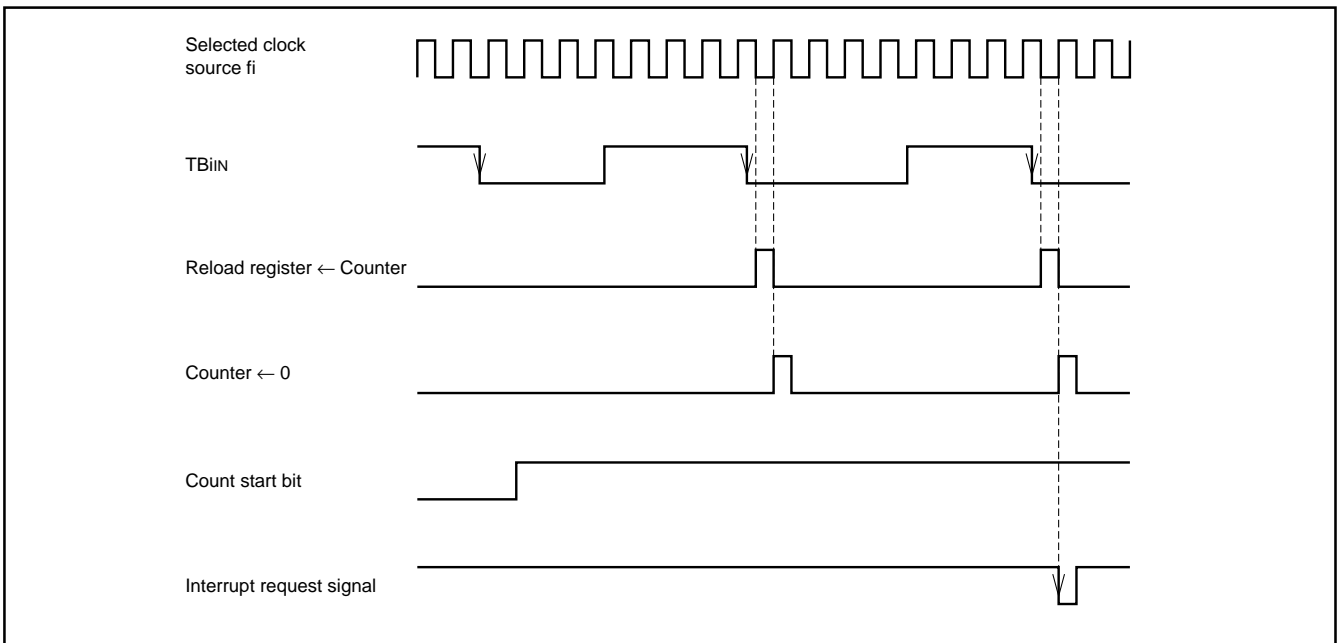 Selected clock
source fi
TBiIN
Reload register ← Counter
Counter ← 0
Count start bit
Interrupt request signal